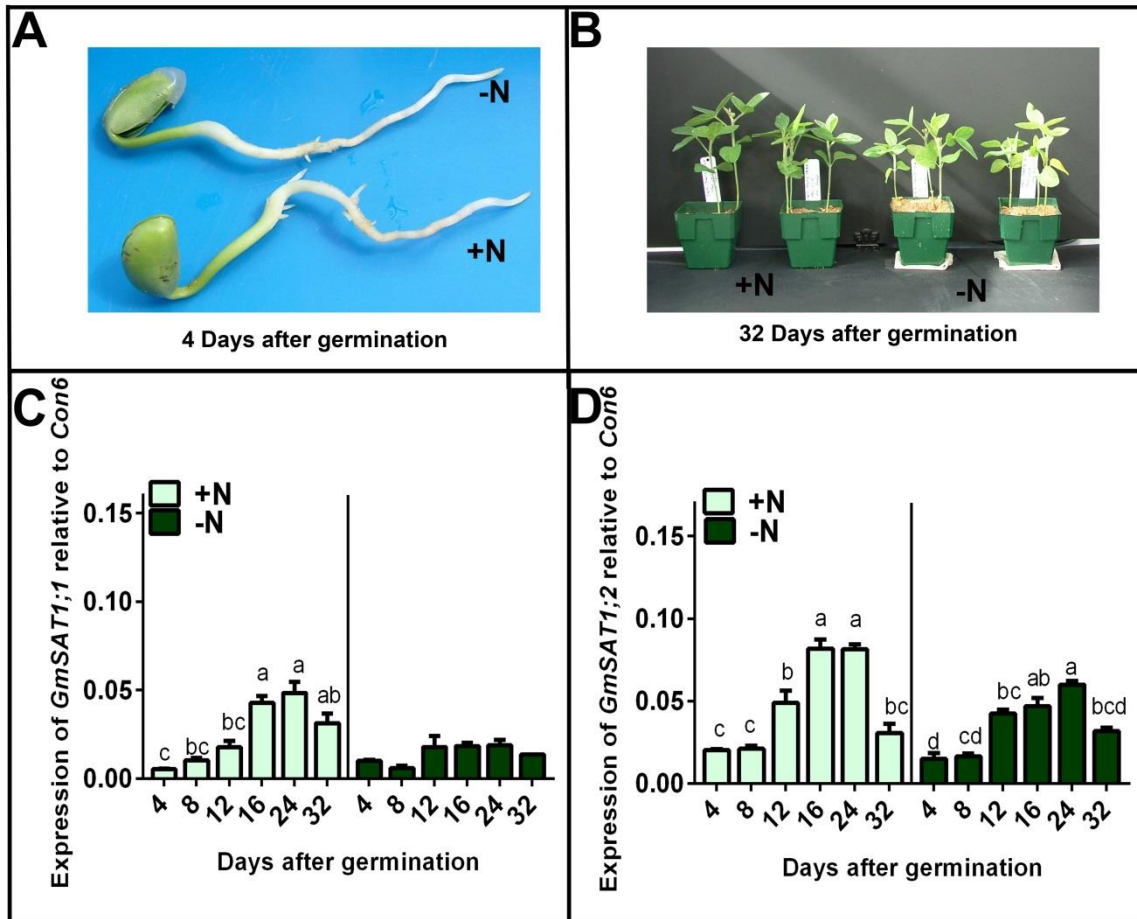 A
-N
+N
4 Days after germination
B
+N
-N
32 Days after germination
C
Expression of GmSAT1;1 relative to Con6
+N
-N
0.15
0.10
0.05
0.00
c bc bc a a ab
4 8 12 16 24 32 4 8 12 16 24 32
Days after germination
D
Expression of GmSAT1;2 relative to Con6
+N
-N
0.15
0.10
0.05
0.00
c c b a a bc d cd bc ab a bcd
4 8 12 16 24 32 4 8 12 16 24 32
Days after germination